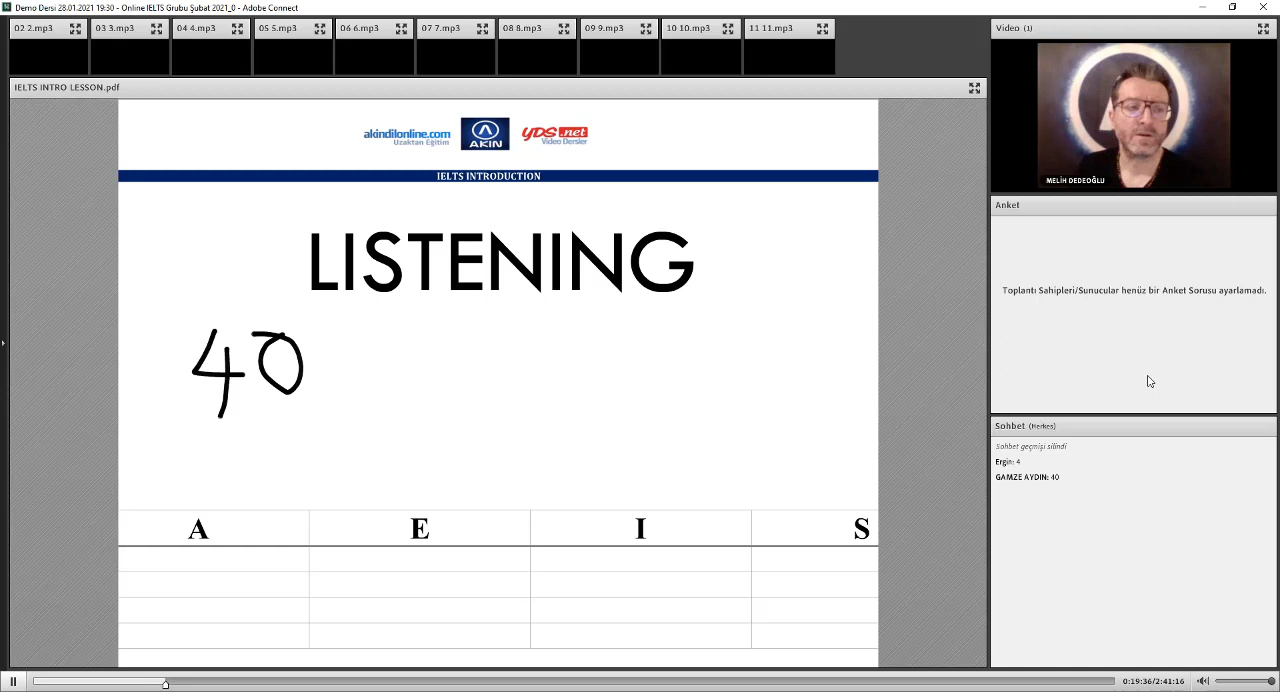 Demo Dersi 28.01.2021 19:30 - Online IELTS Grubu Şubat 2021_0 - Adobe Connect
02 2.mp3
03 3.mp3
04 4.mp3
05 5.mp3
06 6.mp3
07 7.mp3
08 8.mp3
09 9.mp3
10 10.mp3
11 11.mp3
Video (1)
MELİH DEDEOĞLU
IELTS INTRO LESSON.pdf
akindilonline.com
Uzaktan Eğitim
AKIN
YDS.net
Video Dersler
IELTS INTRODUCTION
LISTENING
40
A E I S
Anket
Toplantı Sahipleri/Sunucular henüz bir Anket Sorusu ayarlamadı.
Sohbet (Herkes)
Sohbet geçmişi silindi
Ergin: 4
GAMZE AYDIN: 40
0:19:36/2:41:16